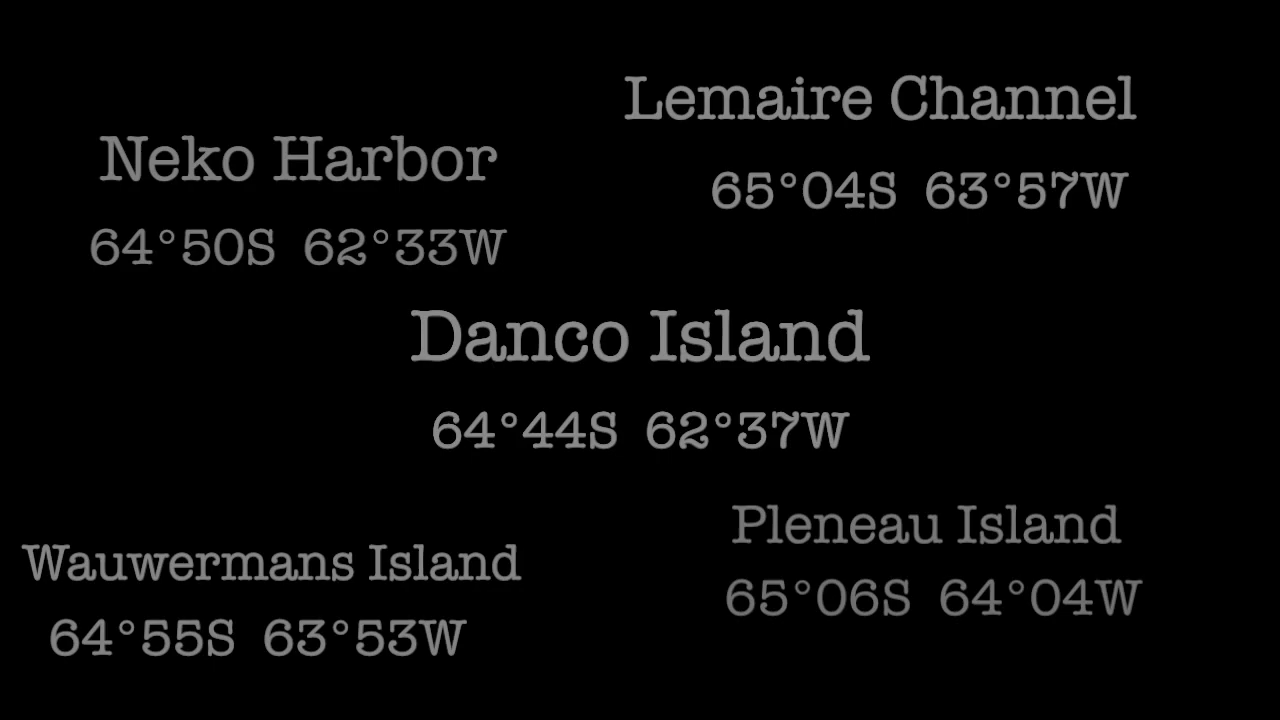 Lemaire Channel
65°04S 63°57W
Neko Harbor
64°50S 62°33W
Danco Island
64°44S 62°37W
Pleneau Island
65°06S 64°04W
Wauwermans Island
64°55S 63°53W